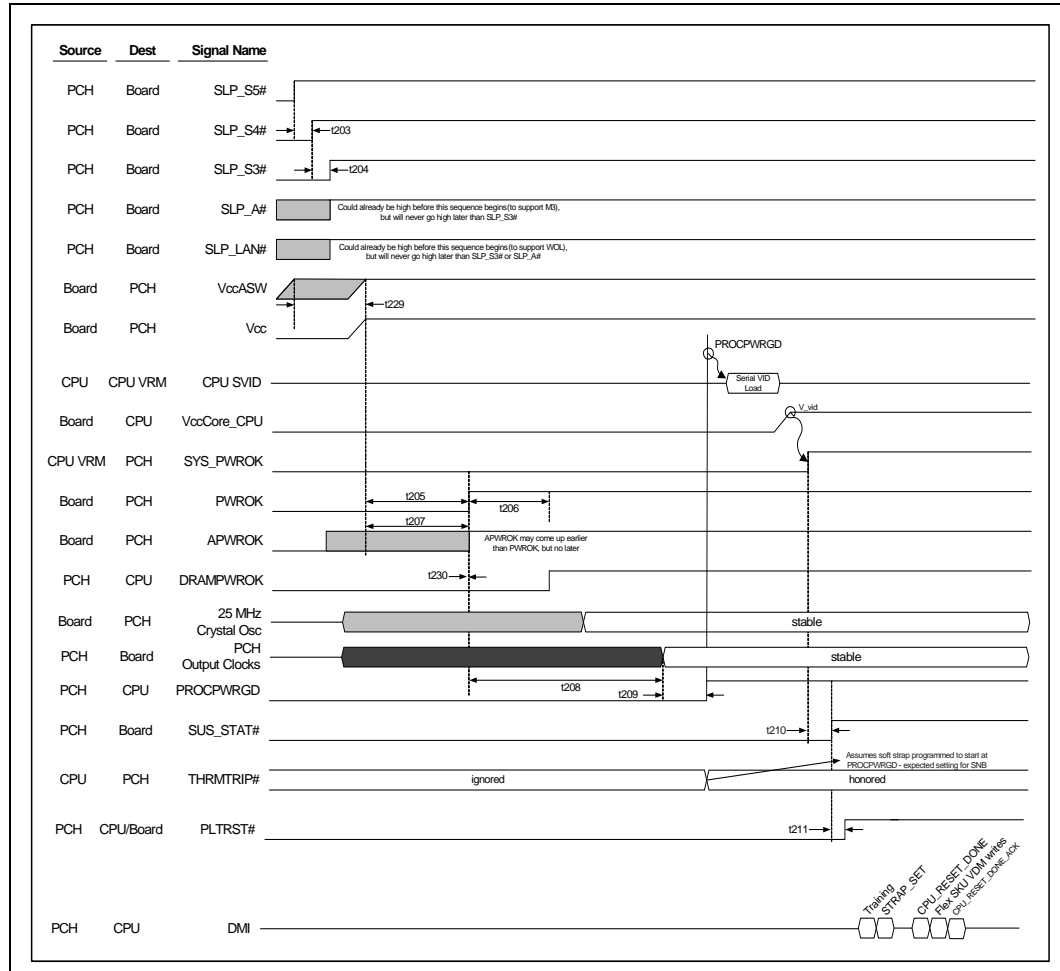 Source Dest Signal Name
PCH Board SLP_S5#
PCH Board SLP_S4# t203
PCH Board SLP_S3# t204
PCH Board SLP_A# Could already be high before this sequence begins (to support M3),
but will never go high later than SLP_S3#
PCH Board SLP_LAN# Could already be high before this sequence begins (to support WOL),
but will never go high later than SLP_S3# or SLP_A#
Board PCH VccASW
t229
Board PCH Vcc
PROCPWRGD
CPU CPU VRM CPU SVID Serial VID
Load
Board CPU VccCore_CPU V_vid
CPU VRM PCH SYS_PWROK
Board PCH PWROK t205 t206
t207
Board PCH APWROK APWROK may come up earlier
than PWROK, but no later
PCH CPU DRAMPWROK t230
Board PCH 25 MHz
Crystal Osc stable
PCH Board PCH
Output Clocks stable
PCH CPU PROCPWRGD t208
t209
PCH Board SUS_STAT# t210
Assumes soft strap programmed to start at
PROCPWRGD - expected setting for SNB
CPU PCH THRMTRIP# ignored honored
PCH CPU/Board PLTRST# t211
Training
STRAP_SET
CPU_RESET_DONE
Flex SKU VDM writes
CPU_RESET_DONE_ACK
PCH CPU DMI